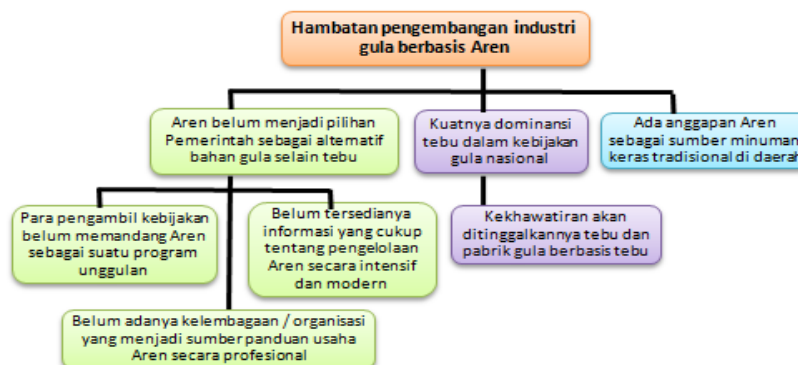 Hambatan pengembangan industri
gula berbasis Aren
Aren belum menjadi pilihan
Pemerintah sebagai alternatif
bahan gula selain tebu
Kuatnya dominansi
tebu dalam kebijakan
gula nasional
Ada anggapan Aren
sebagai sumber minuman
keras tradisional di daerah
Para pengambil kebijakan
belum memandang Aren
sebagai suatu program
unggulan
Belum tersedianya
informasi yang cukup
tentang pengelolaan
Aren secara intensif
dan modern
Kekhawatiran akan
ditinggalkannya tebu dan
pabrik gula berbasis tebu
Belum adanya kelembagaan / organisasi
yang menjadi sumber panduan usaha
Aren secara profesional